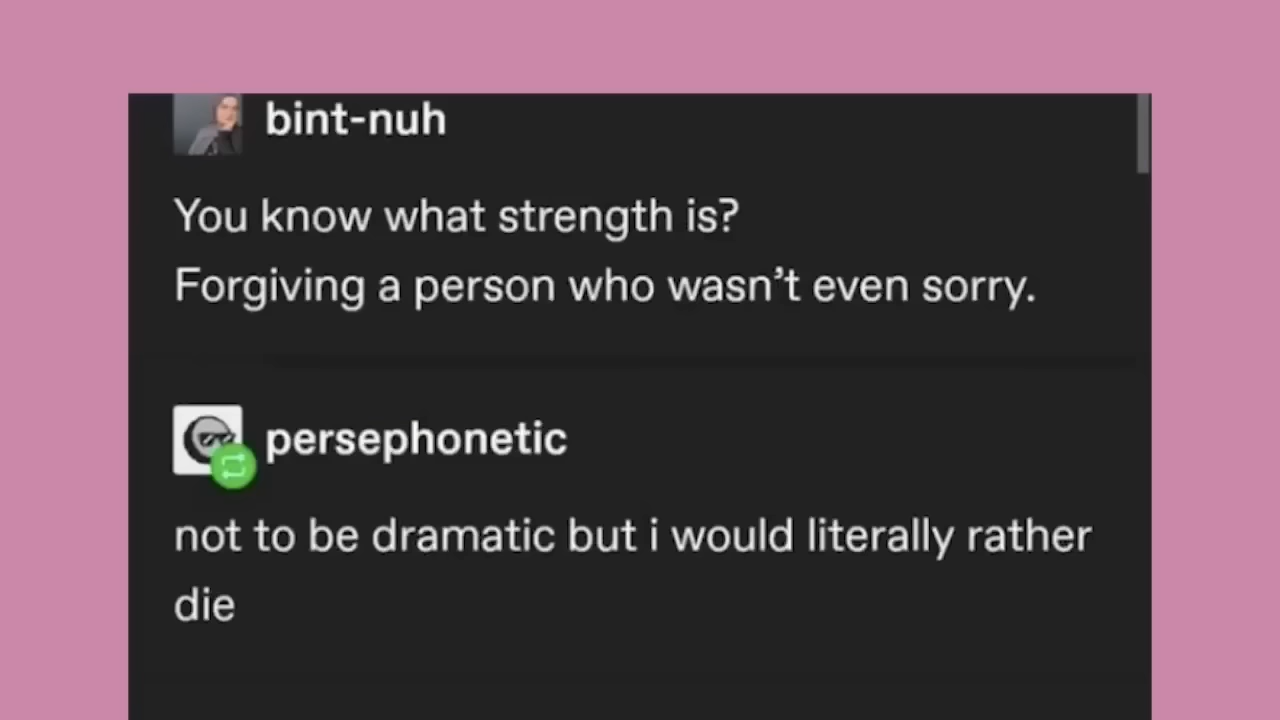 bint-nuh
You know what strength is?
Forgiving a person who wasn’t even sorry.
persephonetic
not to be dramatic but i would literally rather
die